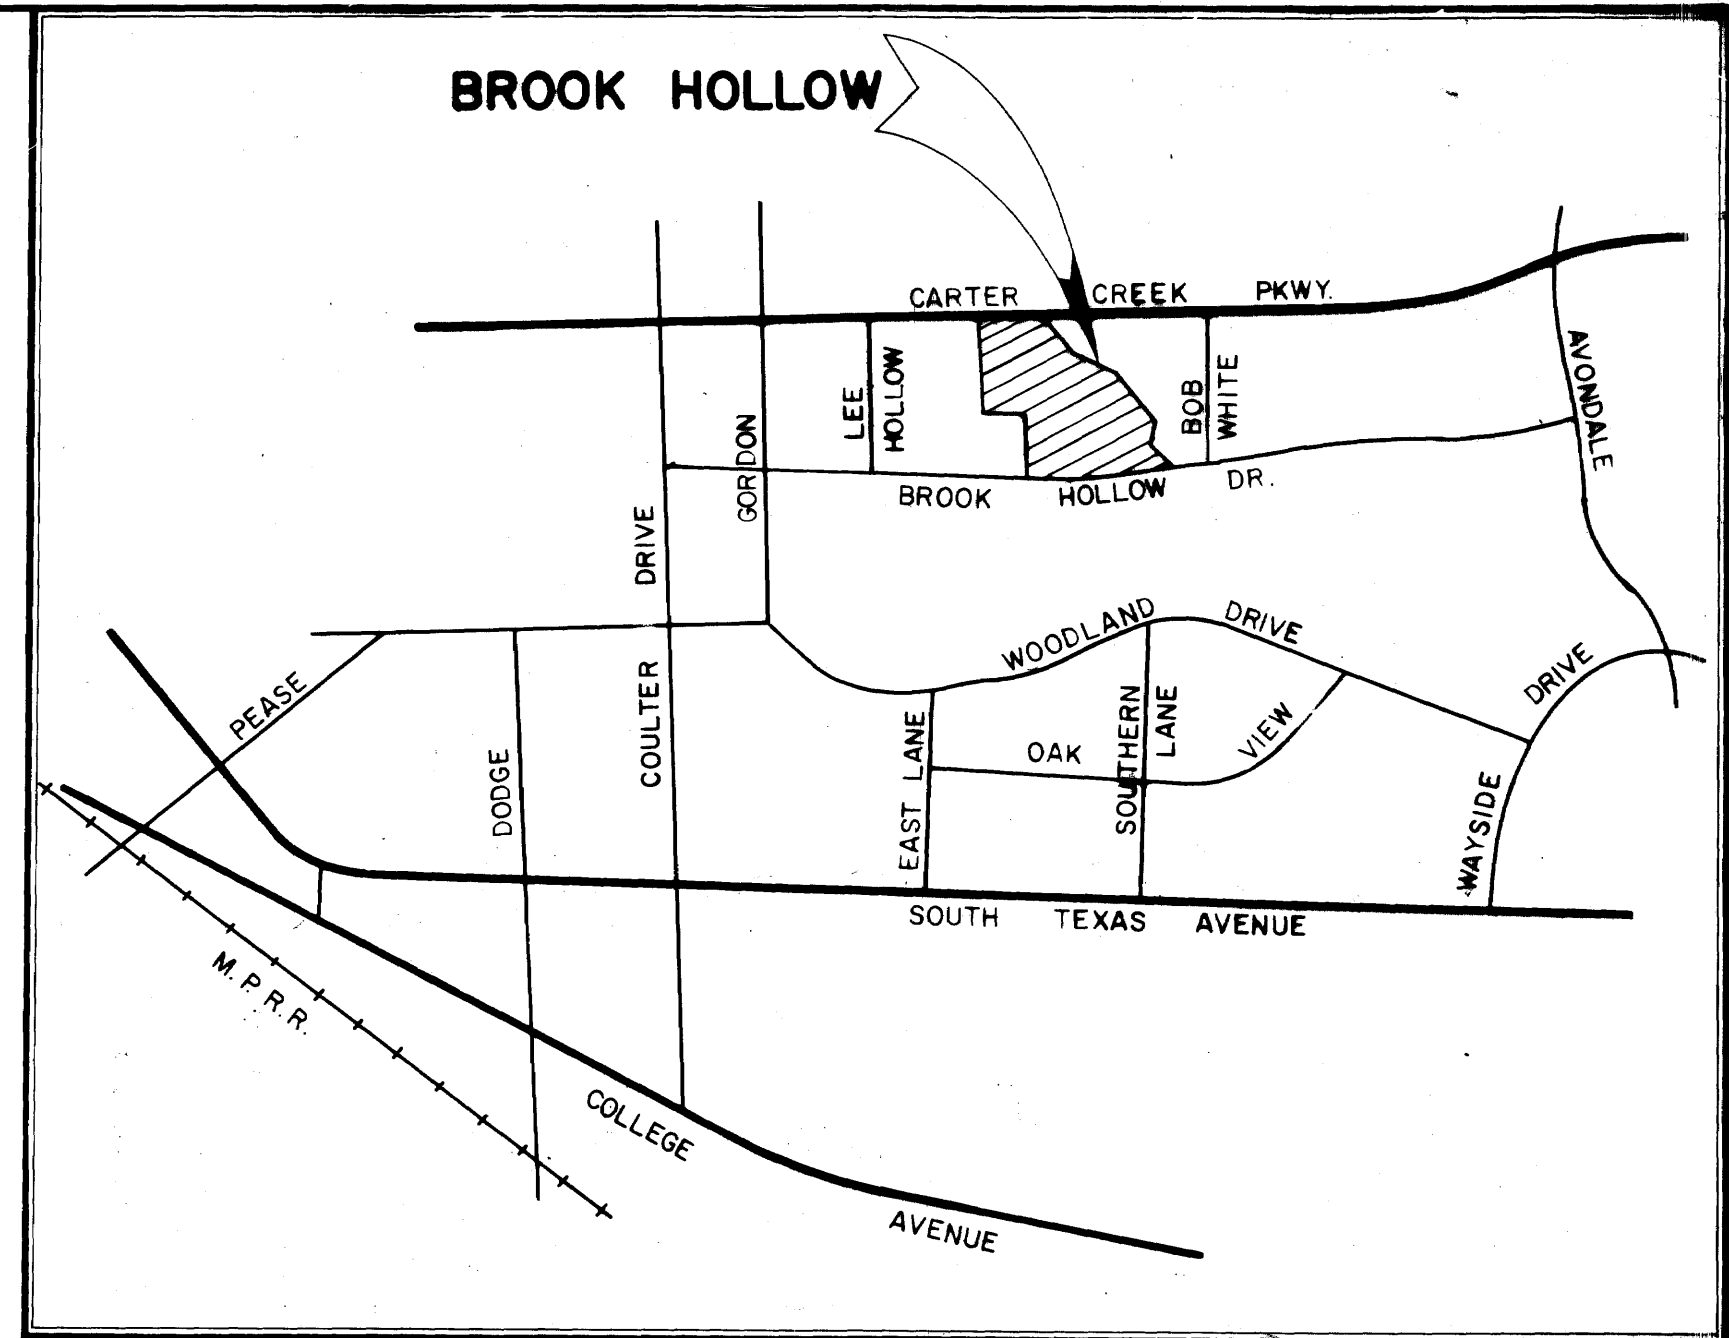 BROOK HOLLOW
CARTER CREEK PKWY.
LEE
HOLLOW
BOB
WHITE
AVONDALE
GORDON
BROOK HOLLOW DR.
DRIVE
COULTER
WOODLAND DRIVE
PEASE
DODGE
EAST LANE
OAK VIEW
SOUTHERN
LANE
WAYSIDE DRIVE
SOUTH TEXAS AVENUE
M.P.R.R.
COLLEGE AVENUE